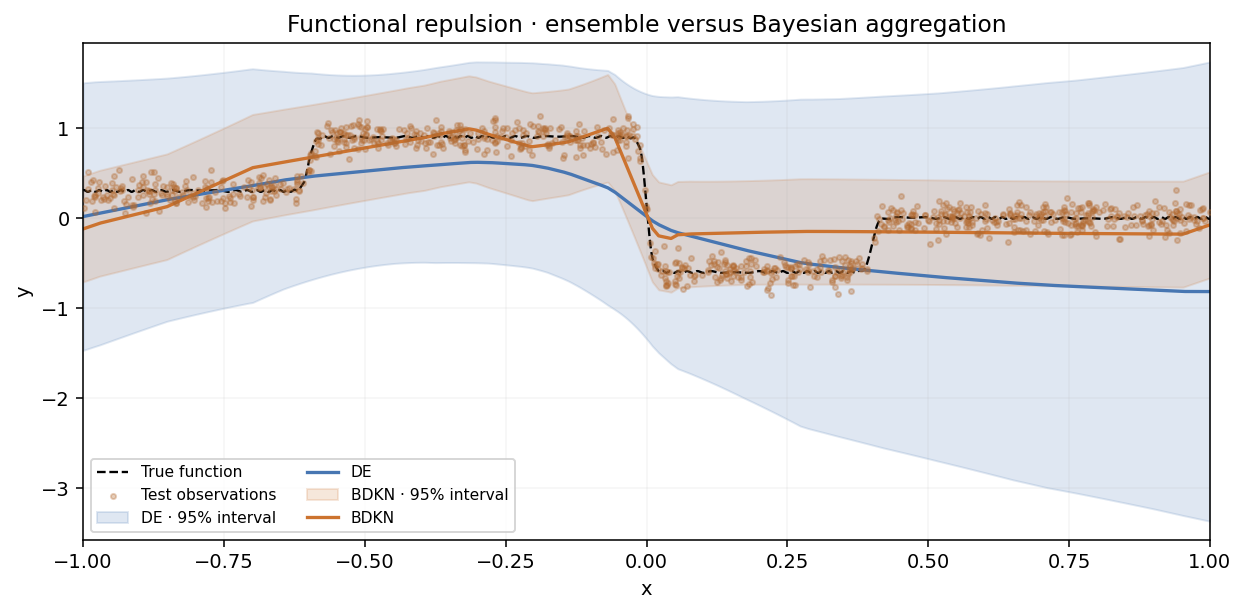 Functional repulsion · ensemble versus Bayesian aggregation
y
1
0
−1
−2
−3
True function
Test observations
DE · 95% interval
DE
BDKN · 95% interval
BDKN
−1.00 −0.75 −0.50 −0.25 0.00 0.25 0.50 0.75 1.00
x